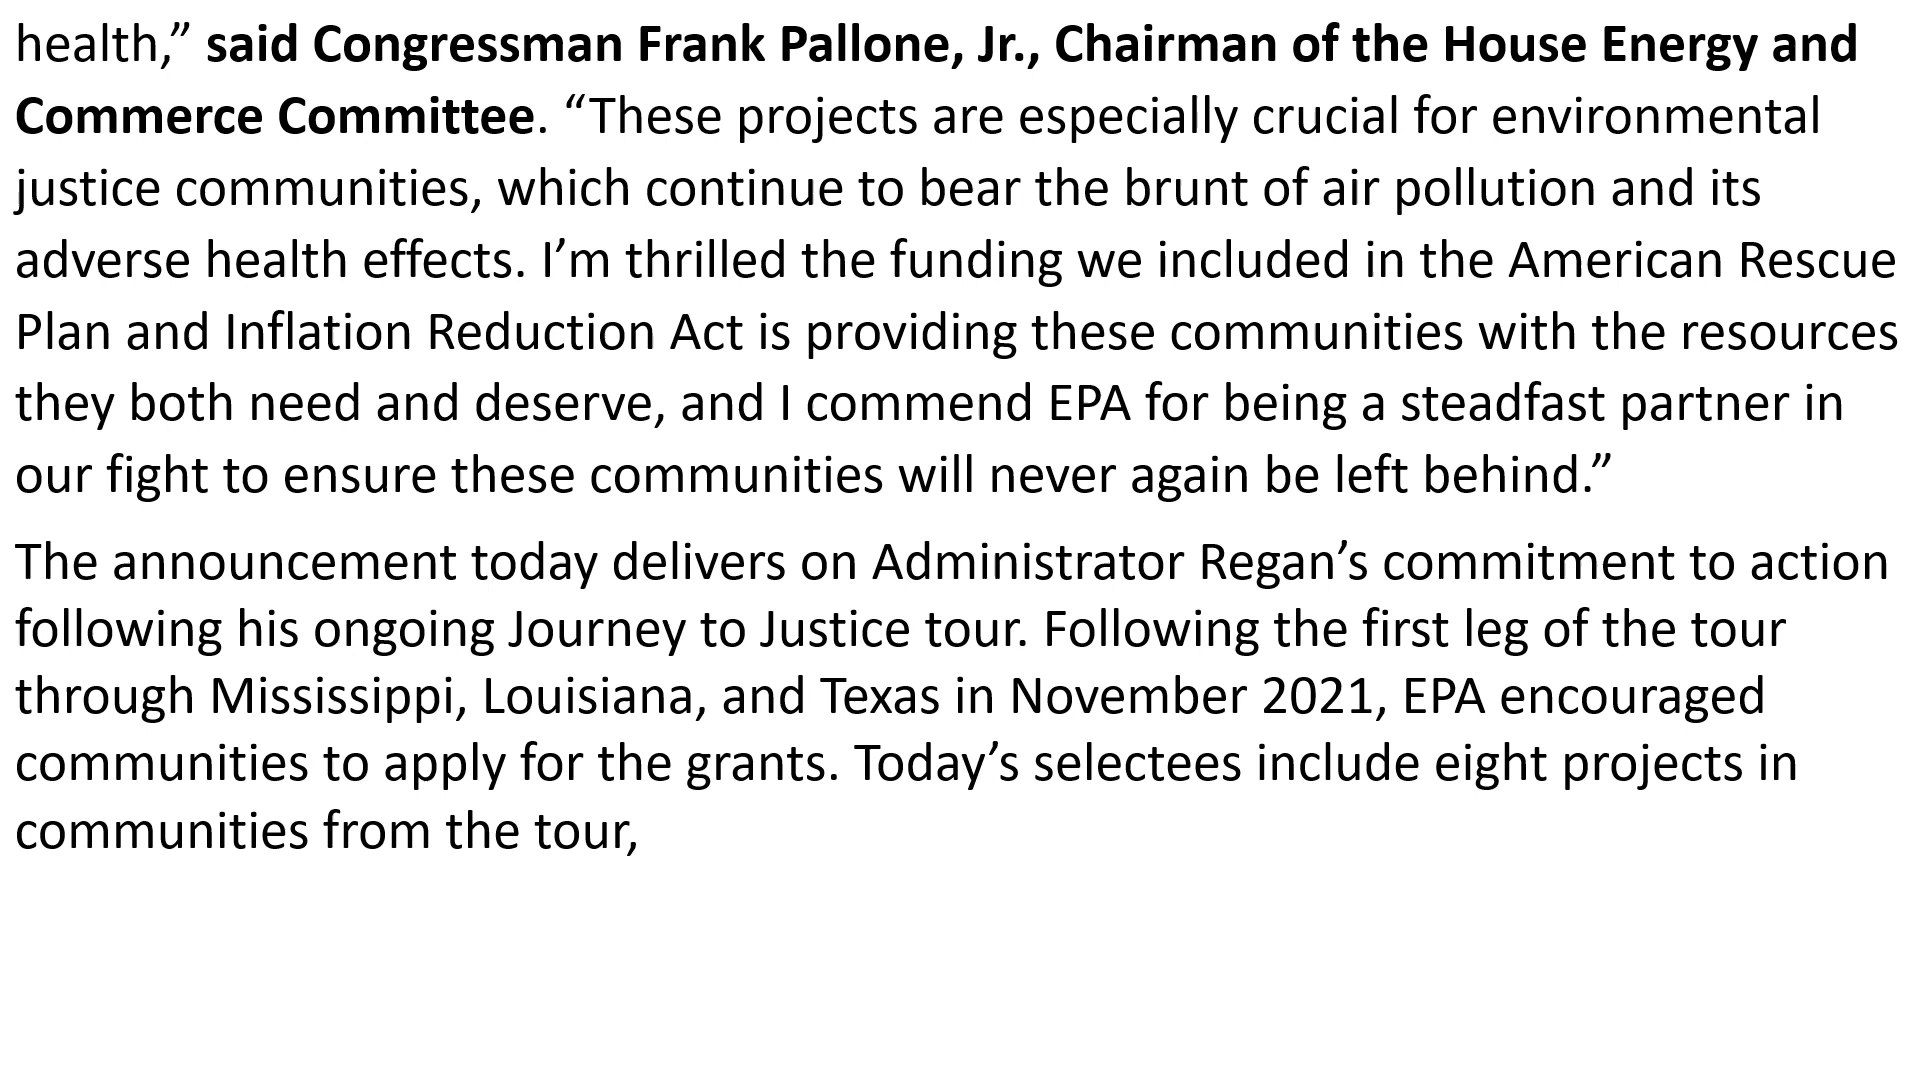 health,” said Congressman Frank Pallone, Jr., Chairman of the House Energy and
Commerce Committee. “These projects are especially crucial for environmental
justice communities, which continue to bear the brunt of air pollution and its
adverse health effects. I’m thrilled the funding we included in the American Rescue
Plan and Inflation Reduction Act is providing these communities with the resources
they both need and deserve, and I commend EPA for being a steadfast partner in
our fight to ensure these communities will never again be left behind.”
The announcement today delivers on Administrator Regan’s commitment to action
following his ongoing Journey to Justice tour. Following the first leg of the tour
through Mississippi, Louisiana, and Texas in November 2021, EPA encouraged
communities to apply for the grants. Today’s selectees include eight projects in
communities from the tour,